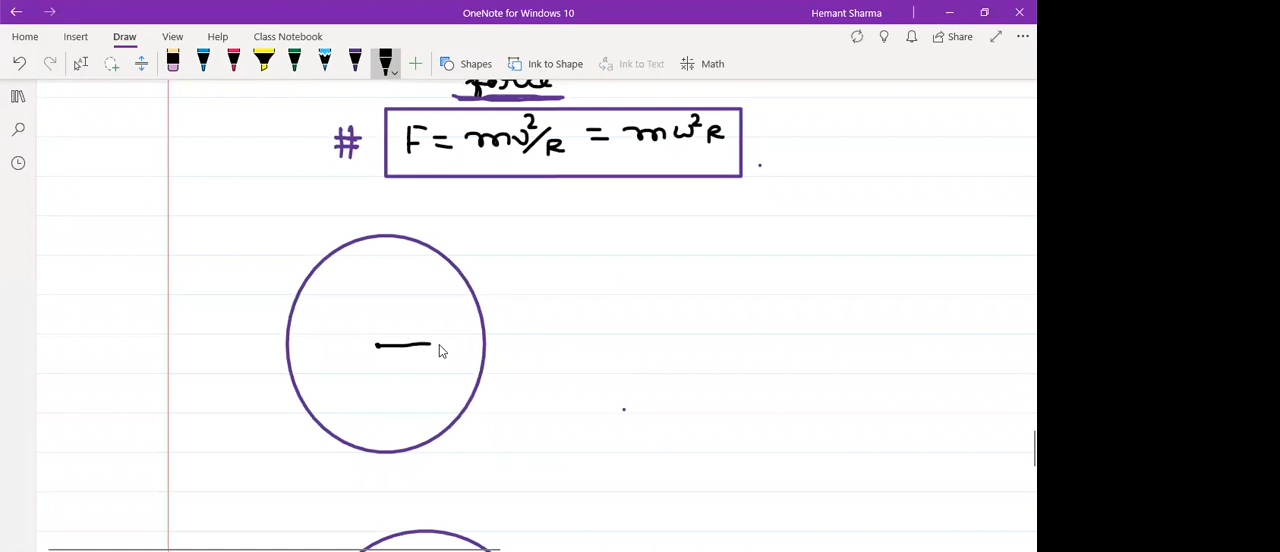 OneNote for Windows 10
Hemant Sharma
Home Insert Draw View Help Class Notebook
Share
Shapes Ink to Shape Ink to Text Math
force
# F = mv²/R = mω²R